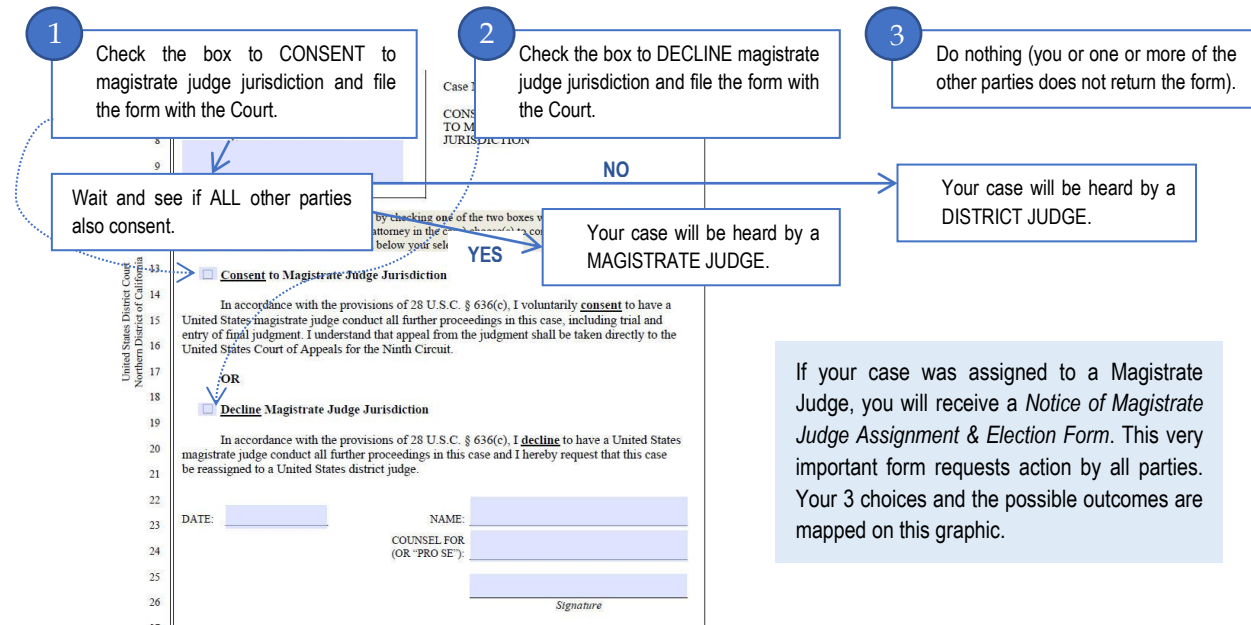 1
Check the box to CONSENT to
magistrate judge jurisdiction and file
the form with the Court.
2
Check the box to DECLINE magistrate
judge jurisdiction and file the form with
the Court.
3
Do nothing (you or one or more of the
other parties does not return the form).
Case
CONS
TO M
JURISDICTION
8
9
NO
Wait and see if ALL other parties
also consent.
Your case will be heard by a
DISTRICT JUDGE.
by checking one of the two boxes
attorney in the
below your
YES
Your case will be heard by a
MAGISTRATE JUDGE.
United States District Court
Northern District of California
13
Consent to Magistrate Judge Jurisdiction
14
In accordance with the provisions of 28 U.S.C. § 636(c), I voluntarily consent to have a
15
United States magistrate judge conduct all further proceedings in this case, including trial and
entry of final judgment. I understand that appeal from the judgment shall be taken directly to the
16
United States Court of Appeals for the Ninth Circuit.
17
OR
18
Decline Magistrate Judge Jurisdiction
19
In accordance with the provisions of 28 U.S.C. § 636(c), I decline to have a United States
20
magistrate judge conduct all further proceedings in this case and I hereby request that this case
21
be reassigned to a United States district judge.
22
23
DATE:
NAME:
24
COUNSEL FOR
(OR "PRO SE"):
25
26
Signature
If your case was assigned to a Magistrate
Judge, you will receive a Notice of Magistrate
Judge Assignment & Election Form. This very
important form requests action by all parties.
Your 3 choices and the possible outcomes are
mapped on this graphic.